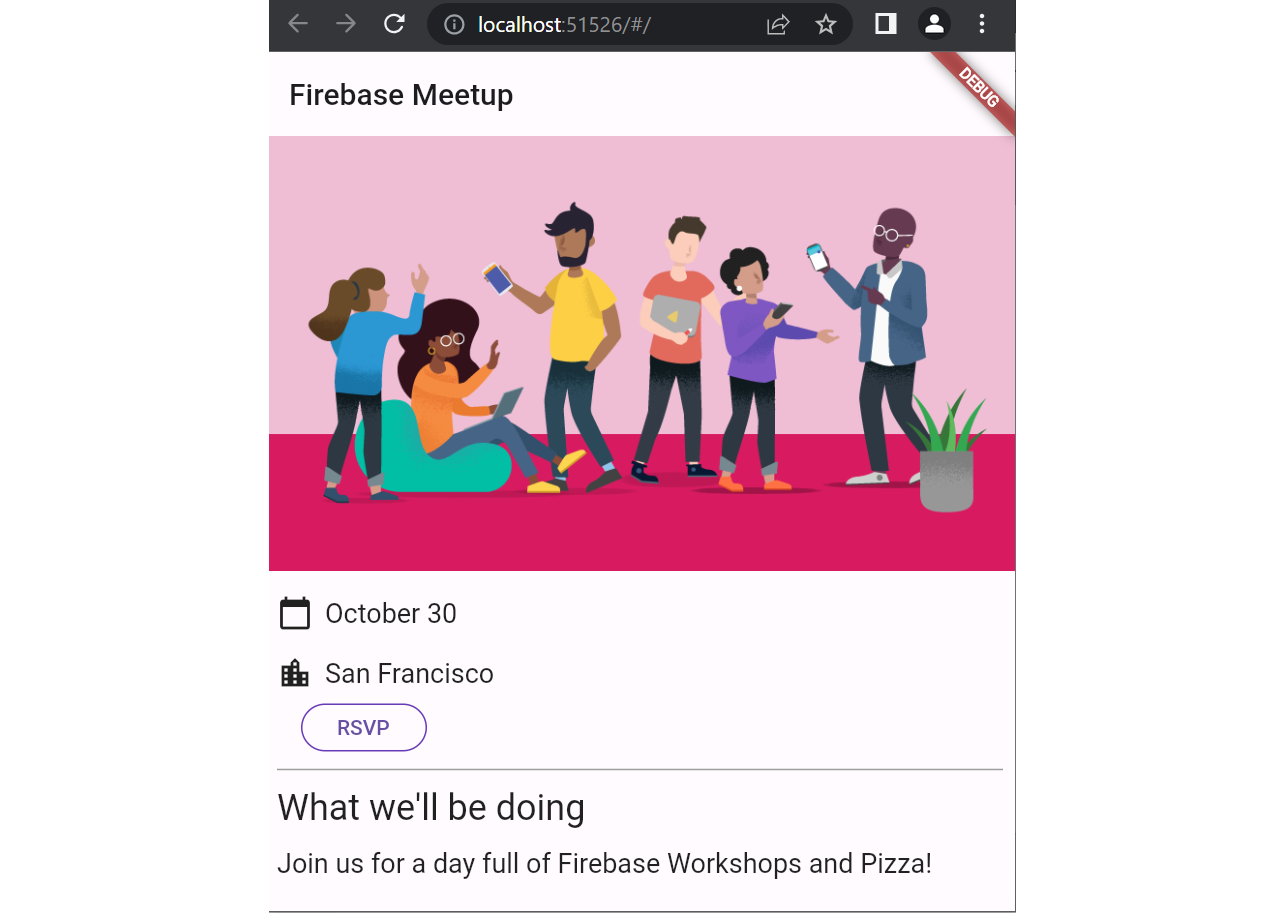 localhost:51526/#/
DEBUG
Firebase Meetup
October 30
San Francisco
RSVP
What we'll be doing
Join us for a day full of Firebase Workshops and Pizza!